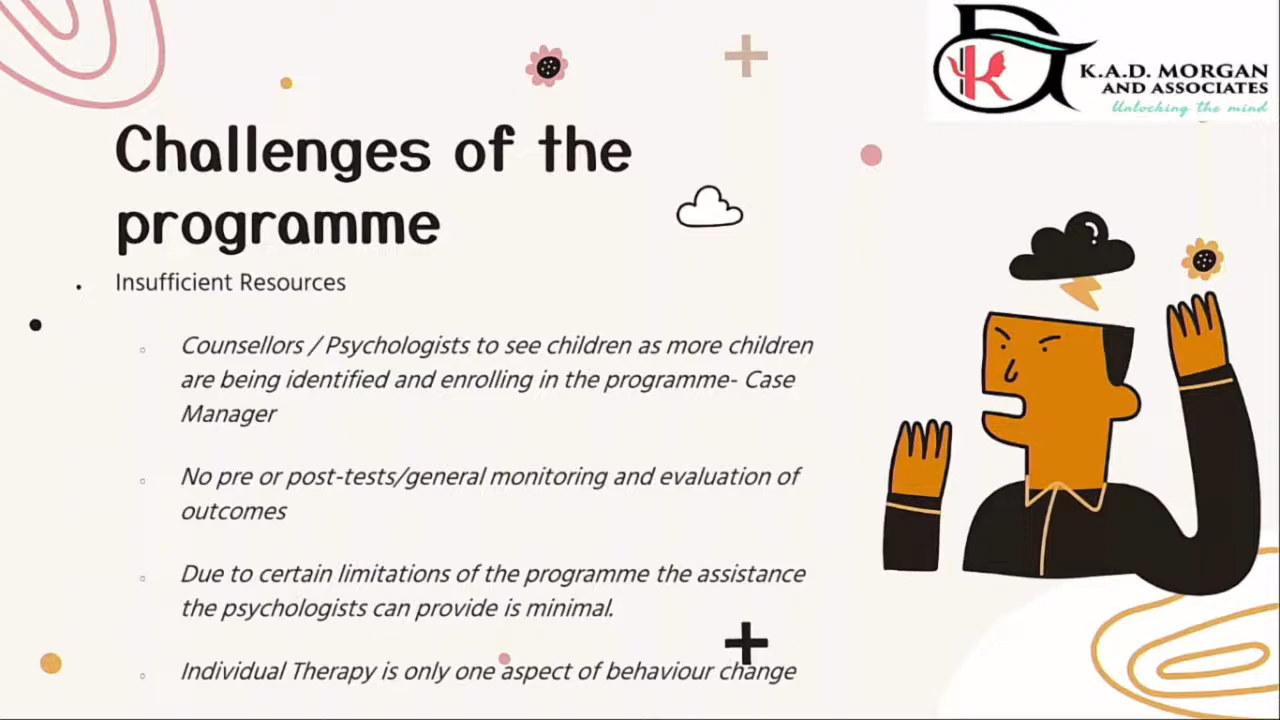 K.A.D. MORGAN
AND ASSOCIATES
Unlocking the mind
Challenges of the
programme
Insufficient Resources
Counsellors / Psychologists to see children as more children
are being identified and enrolling in the programme- Case
Manager
No pre or post-tests/general monitoring and evaluation of
outcomes
Due to certain limitations of the programme the assistance
the psychologists can provide is minimal.
Individual Therapy is only one aspect of behaviour change